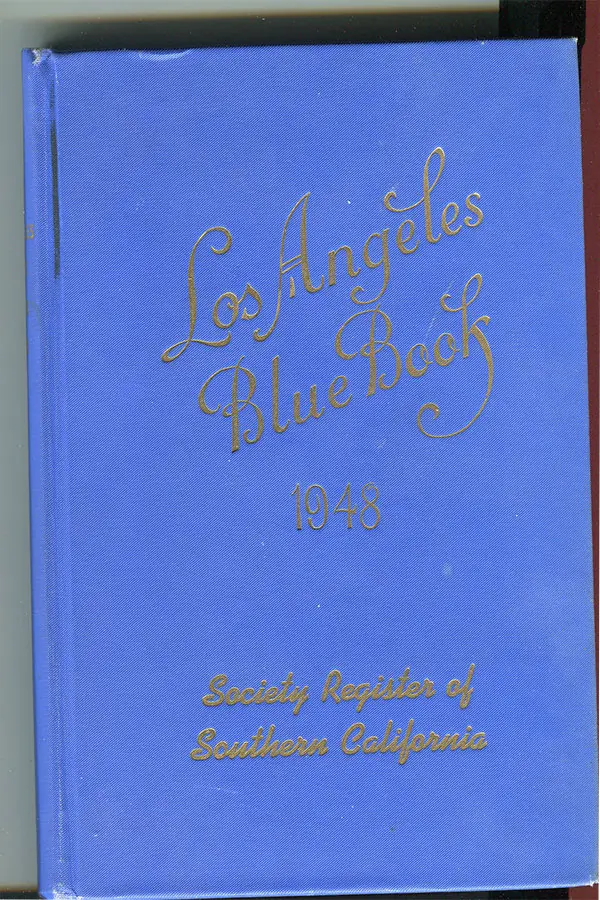 Los Angeles
Blue Book
1948
Society Register of
Southern California